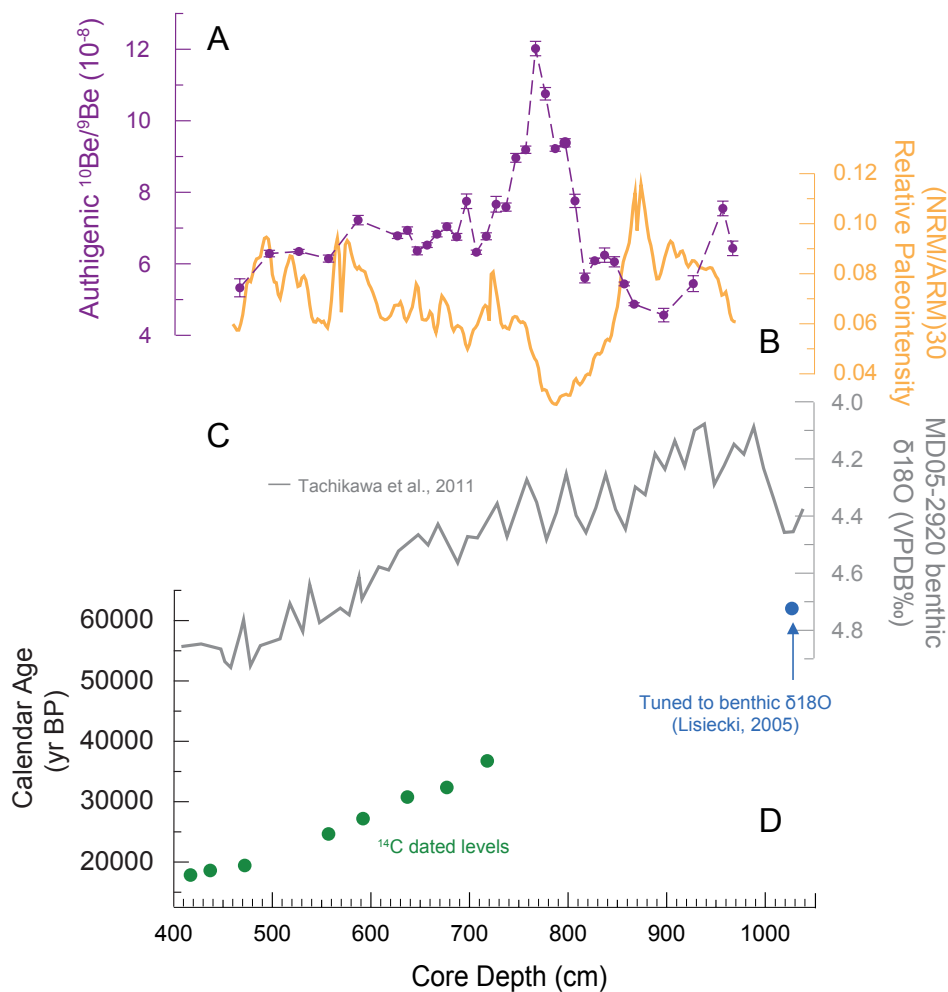 A
12
10
8
6
4
Authigenic ¹⁰Be/⁹Be (10⁻⁸)
0.12
0.10
0.08
0.06
0.04
(NRM/ARM)30
Relative Paleointensity
B
C
Tachikawa et al., 2011
4.0
4.2
4.4
4.6
4.8
MD05-2920 benthic
δ18O (VPDB‰)
60000
50000
40000
30000
20000
Calendar Age
(yr BP)
Tuned to benthic δ18O
(Lisiecki, 2005)
¹⁴C dated levels
D
400 500 600 700 800 900 1000
Core Depth (cm)